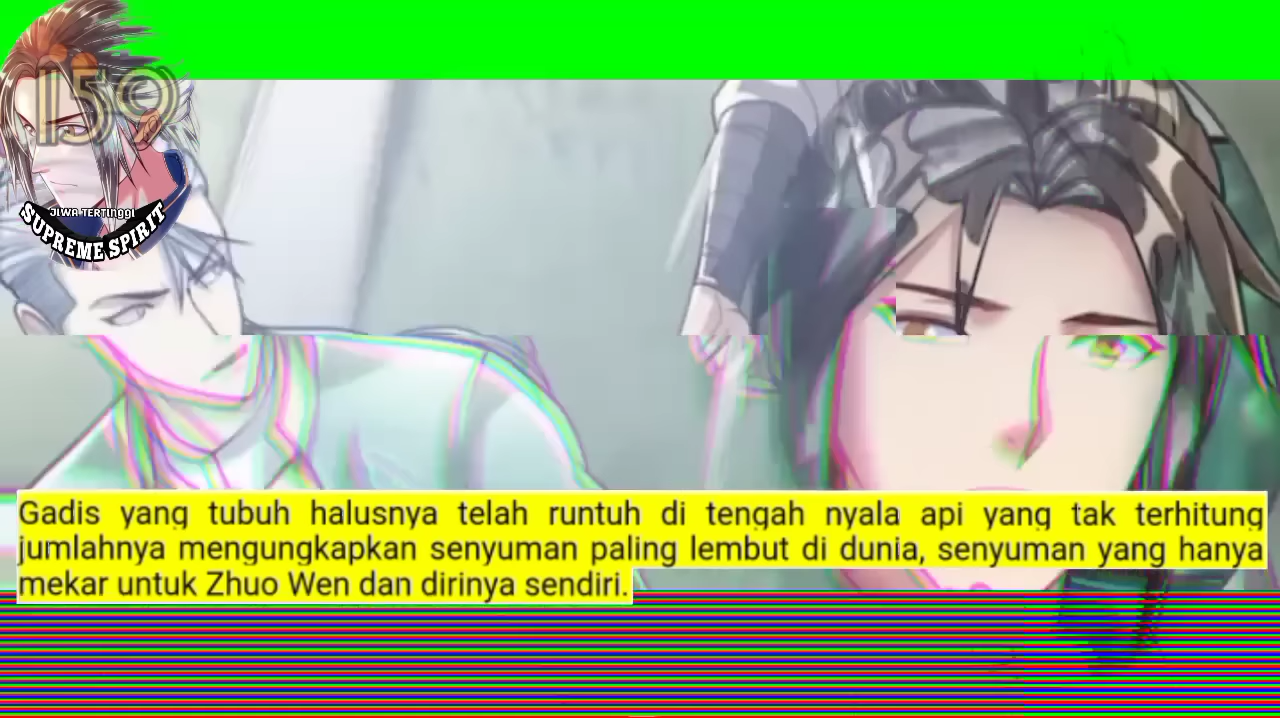 159
JIWA TERTINGGI
SUPREME SPIRIT
Gadis yang tubuh halusnya telah runtuh di tengah nyala api yang tak terhitung
jumlahnya mengungkapkan senyuman paling lembut di dunia, senyuman yang hanya
mekar untuk Zhuo Wen dan dirinya sendiri.